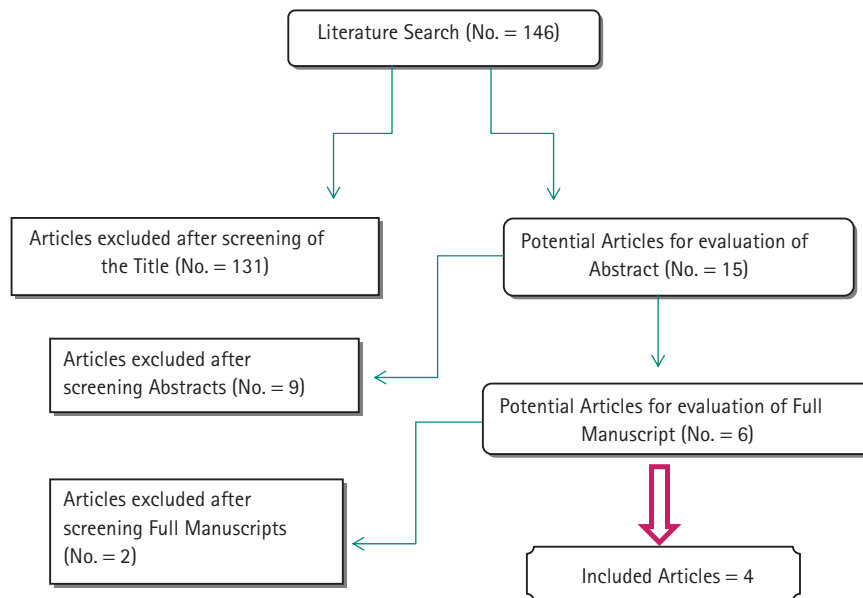 Literature Search (No. = 146)
Articles excluded after screening of
the Title (No. = 131)
Potential Articles for evaluation of
Abstract (No. = 15)
Articles excluded after
screening Abstracts (No. = 9)
Potential Articles for evaluation of Full
Manuscript (No. = 6)
Articles excluded after
screening Full Manuscripts
(No. = 2)
Included Articles = 4